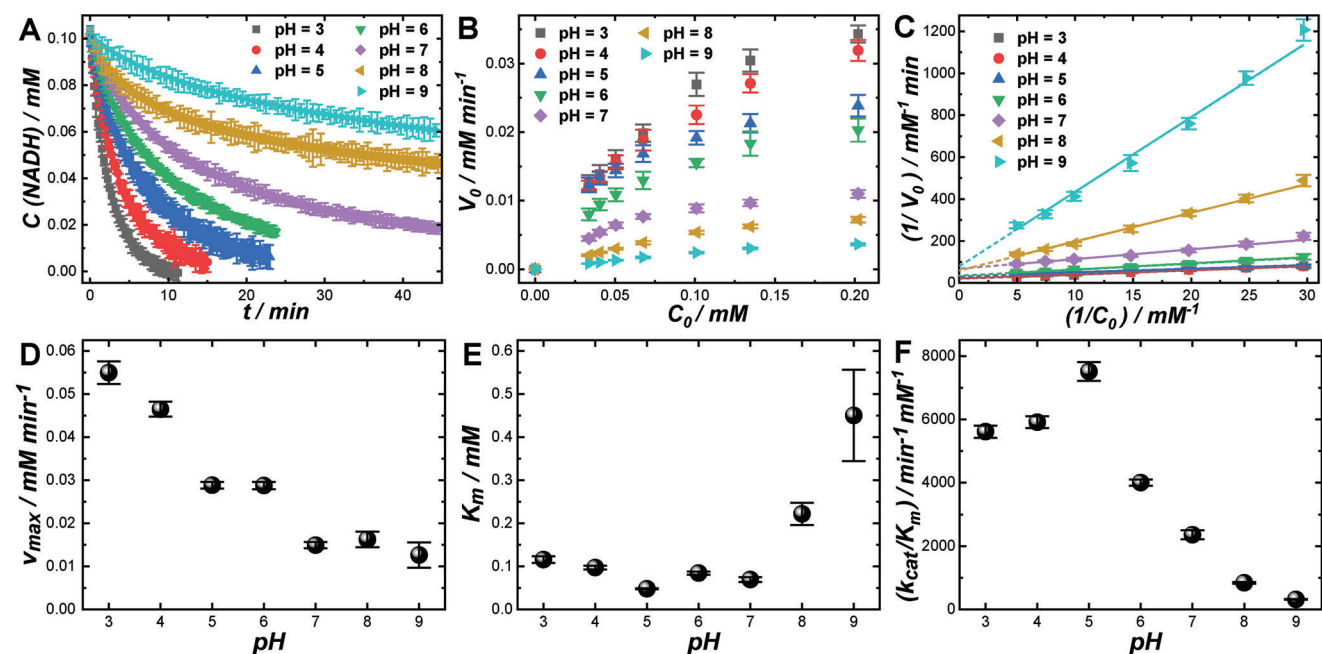 A
pH = 3
pH = 4
pH = 5
pH = 6
pH = 7
pH = 8
pH = 9
C (NADH) / mM
0.10
0.08
0.06
0.04
0.02
0.00
0 10 20 30 40
t / min
B
pH = 3
pH = 4
pH = 5
pH = 6
pH = 7
pH = 8
pH = 9
V0 / mM min-1
0.03
0.02
0.01
0.00
0.00 0.05 0.10 0.15 0.20
C0 / mM
C
pH = 3
pH = 4
pH = 5
pH = 6
pH = 7
pH = 8
pH = 9
(1/ V0 ) / mM-1 min
1200
1000
800
600
400
200
0
0 5 10 15 20 25 30
(1/C0 ) / mM-1
D
vmax / mM min-1
0.06
0.05
0.04
0.03
0.02
0.01
0.00
3 4 5 6 7 8 9
pH
E
Km / mM
0.6
0.5
0.4
0.3
0.2
0.1
0.0
3 4 5 6 7 8 9
pH
F
(kcat/Km) / min-1 mM-1
8000
6000
4000
2000
0
3 4 5 6 7 8 9
pH